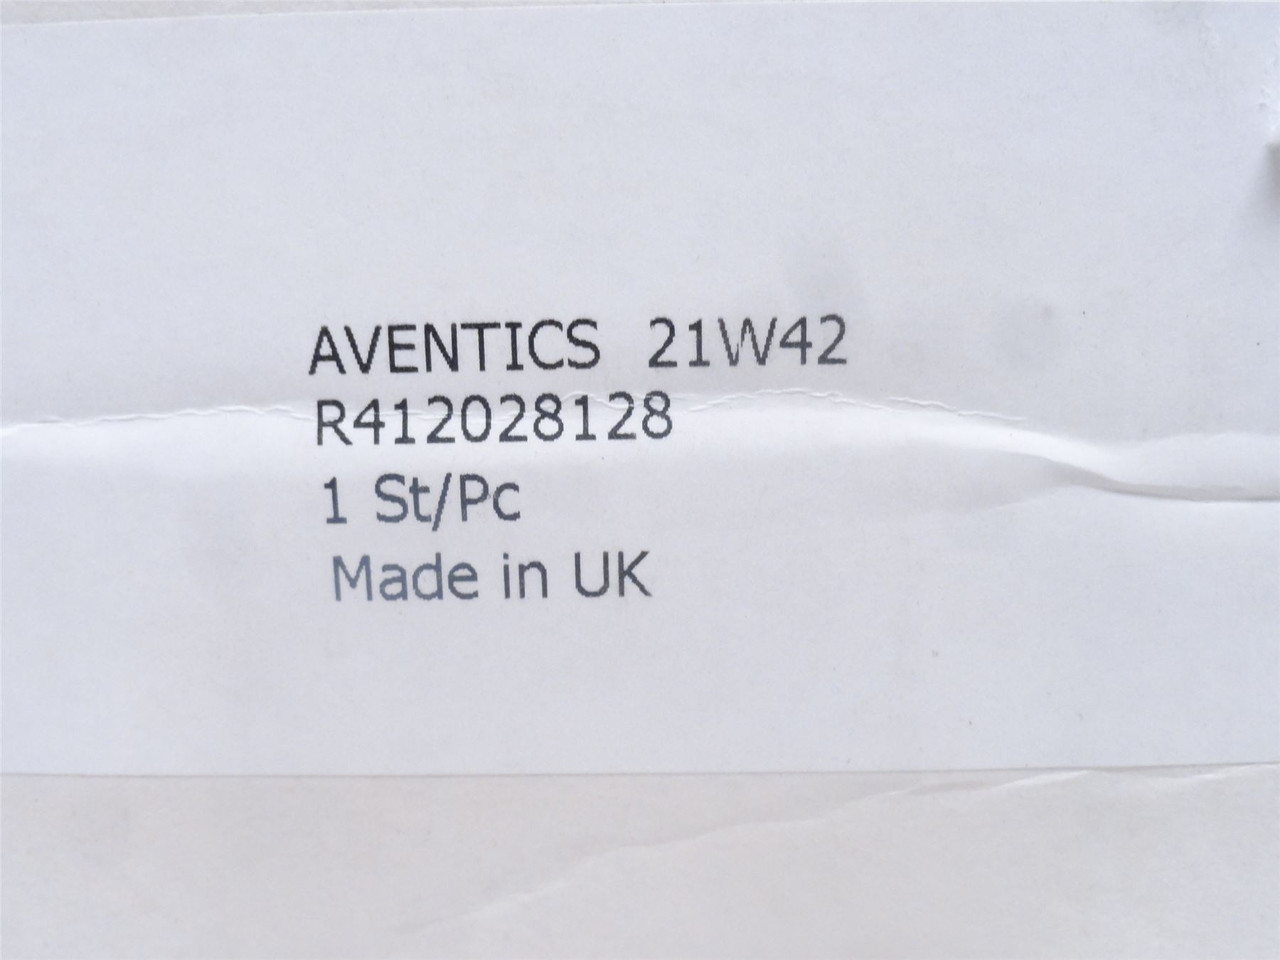 AVENTICS 21W42
R412028128
1 St/Pc
Made in UK